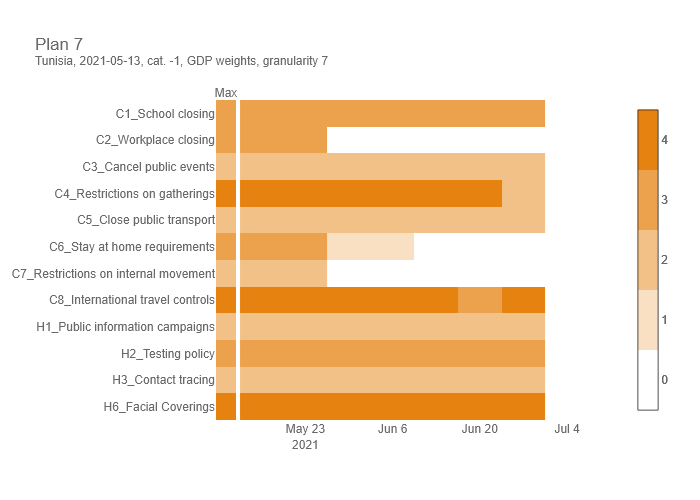 Plan 7
Tunisia, 2021-05-13, cat. -1, GDP weights, granularity 7
Max
C1_School closing
C2_Workplace closing
C3_Cancel public events
C4_Restrictions on gatherings
C5_Close public transport
C6_Stay at home requirements
C7_Restrictions on internal movement
C8_International travel controls
H1_Public information campaigns
H2_Testing policy
H3_Contact tracing
H6_Facial Coverings
May 23 Jun 6 Jun 20 Jul 4
2021
4
3
2
1
0